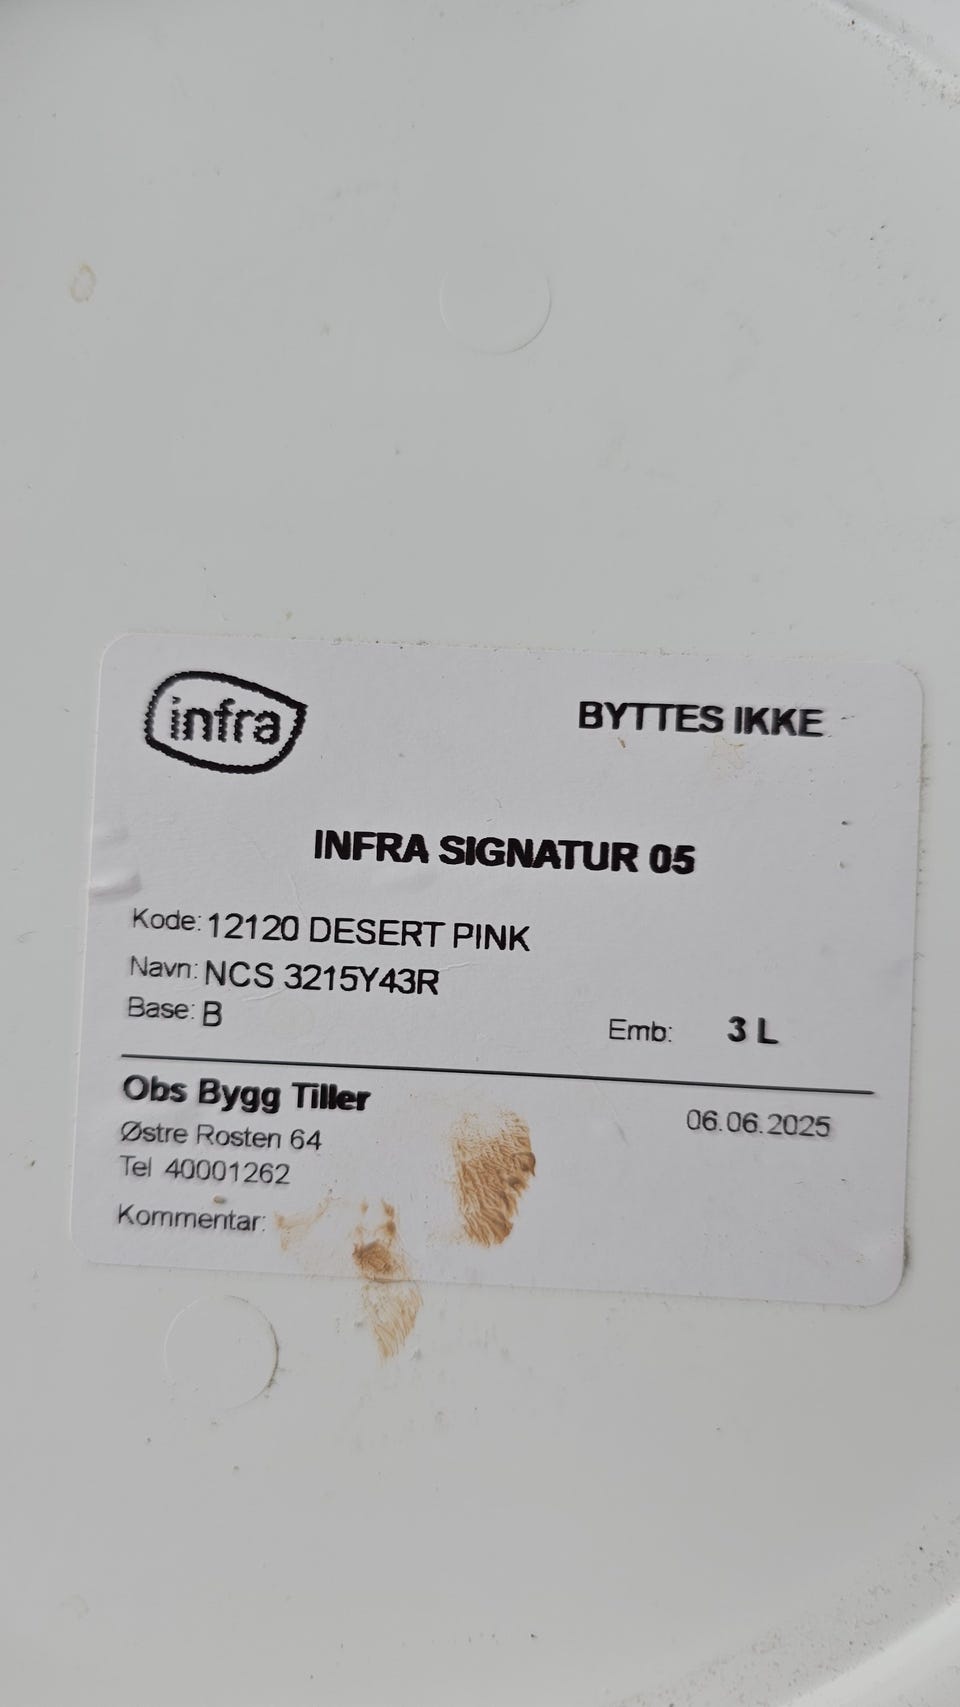 infra
BYTTES IKKE
INFRA SIGNATUR 05
Kode: 12120 DESERT PINK
Navn: NCS 3215Y43R
Base: B
Emb: 3 L
Obs Bygg Tiller
06.06.2025
Østre Rosten 64
Tel 40001262
Kommentar: